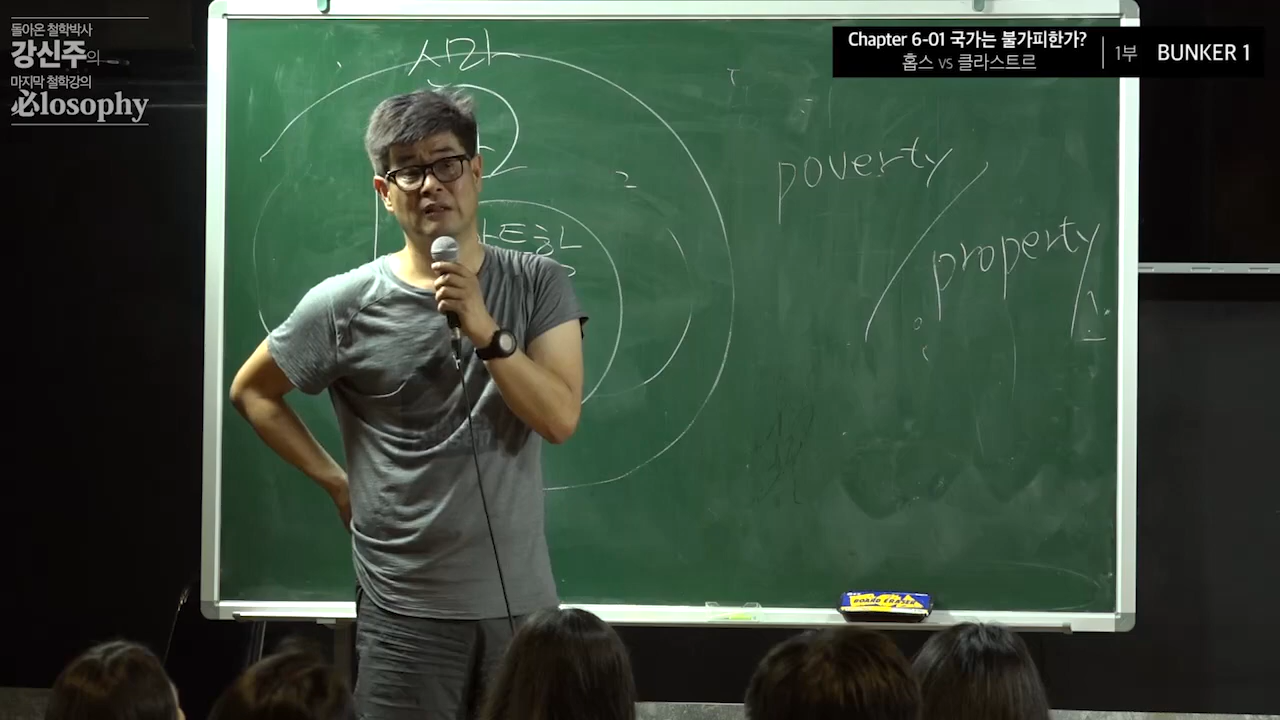 돌아온 철학박사
강신주의
마지막 철학강의
必losophy
Chapter 6-01 국가는 불가피한가?
홉스 vs 클라스트르
1부
BUNKER 1
poverty
property
BOARD ERASER